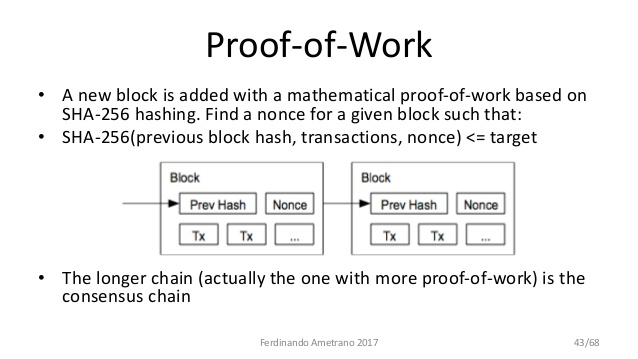 Proof-of-Work
• A new block is added with a mathematical proof-of-work based on
SHA-256 hashing. Find a nonce for a given block such that:
• SHA-256(previous block hash, transactions, nonce) <= target
Block
Prev Hash Nonce
Tx Tx ...
Block
Prev Hash Nonce
Tx Tx ...
• The longer chain (actually the one with more proof-of-work) is the
consensus chain
Ferdinando Ametrano 2017
43/68